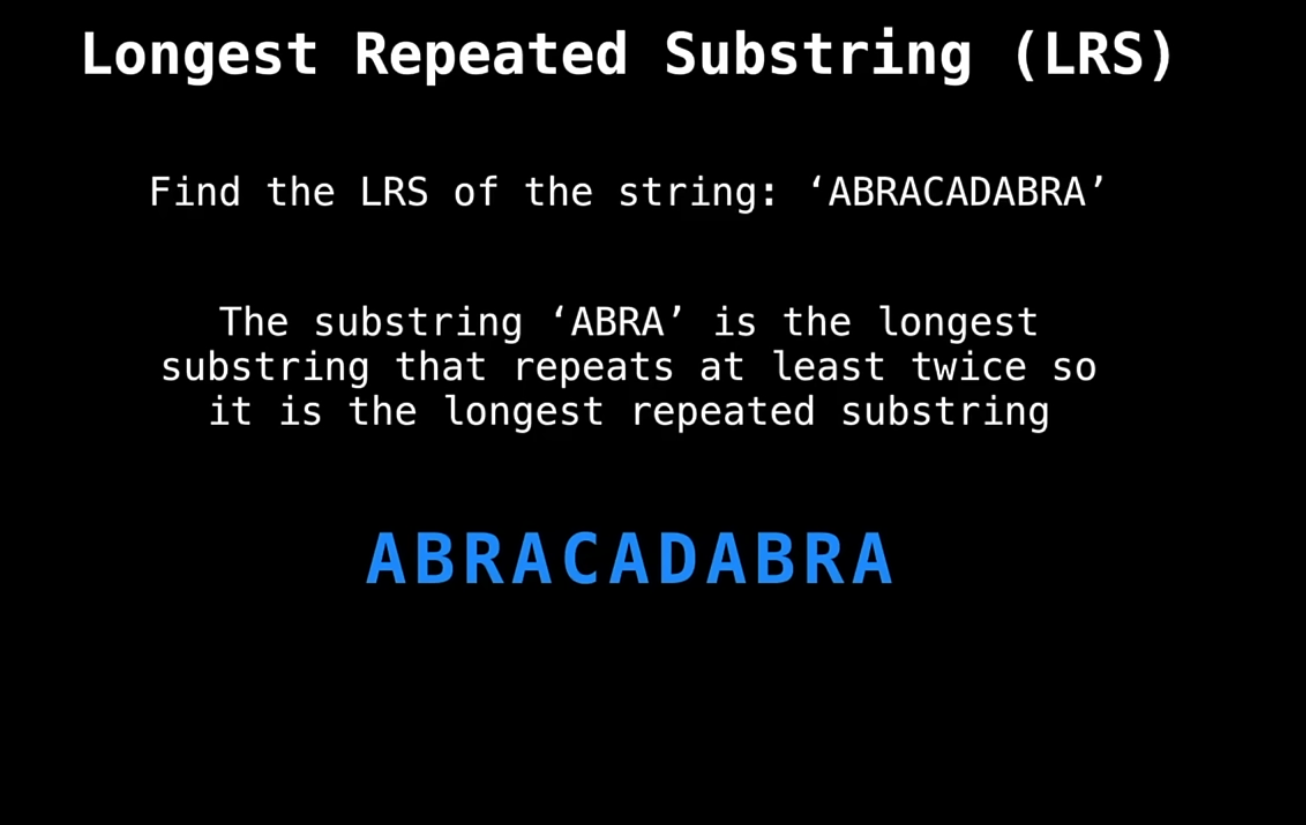 Longest Repeated Substring (LRS)
Find the LRS of the string: ‘ABRACADABRA’
The substring ‘ABRA’ is the longest
substring that repeats at least twice so
it is the longest repeated substring
ABRACADABRA